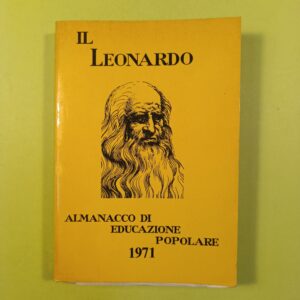 IL
LEONARDO
ALMANACCO DI
EDUCAZIONE
POPOLARE
1971